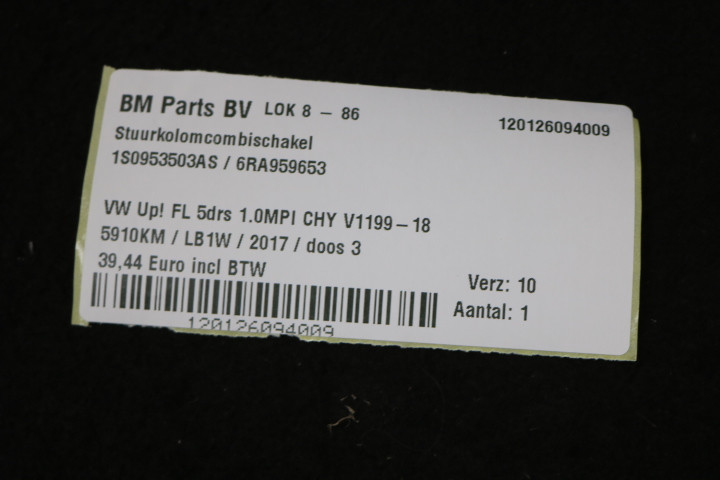 BM Parts BV LOK 8 - 86
120126094009
Stuurkolomcombischakel
1S0953503AS / 6RA959653
VW Up! FL 5drs 1.0MPI CHY V1199-18
5910KM / LB1W / 2017 / doos 3
39,44 Euro incl BTW
Verz: 10
Aantal: 1
120126094009